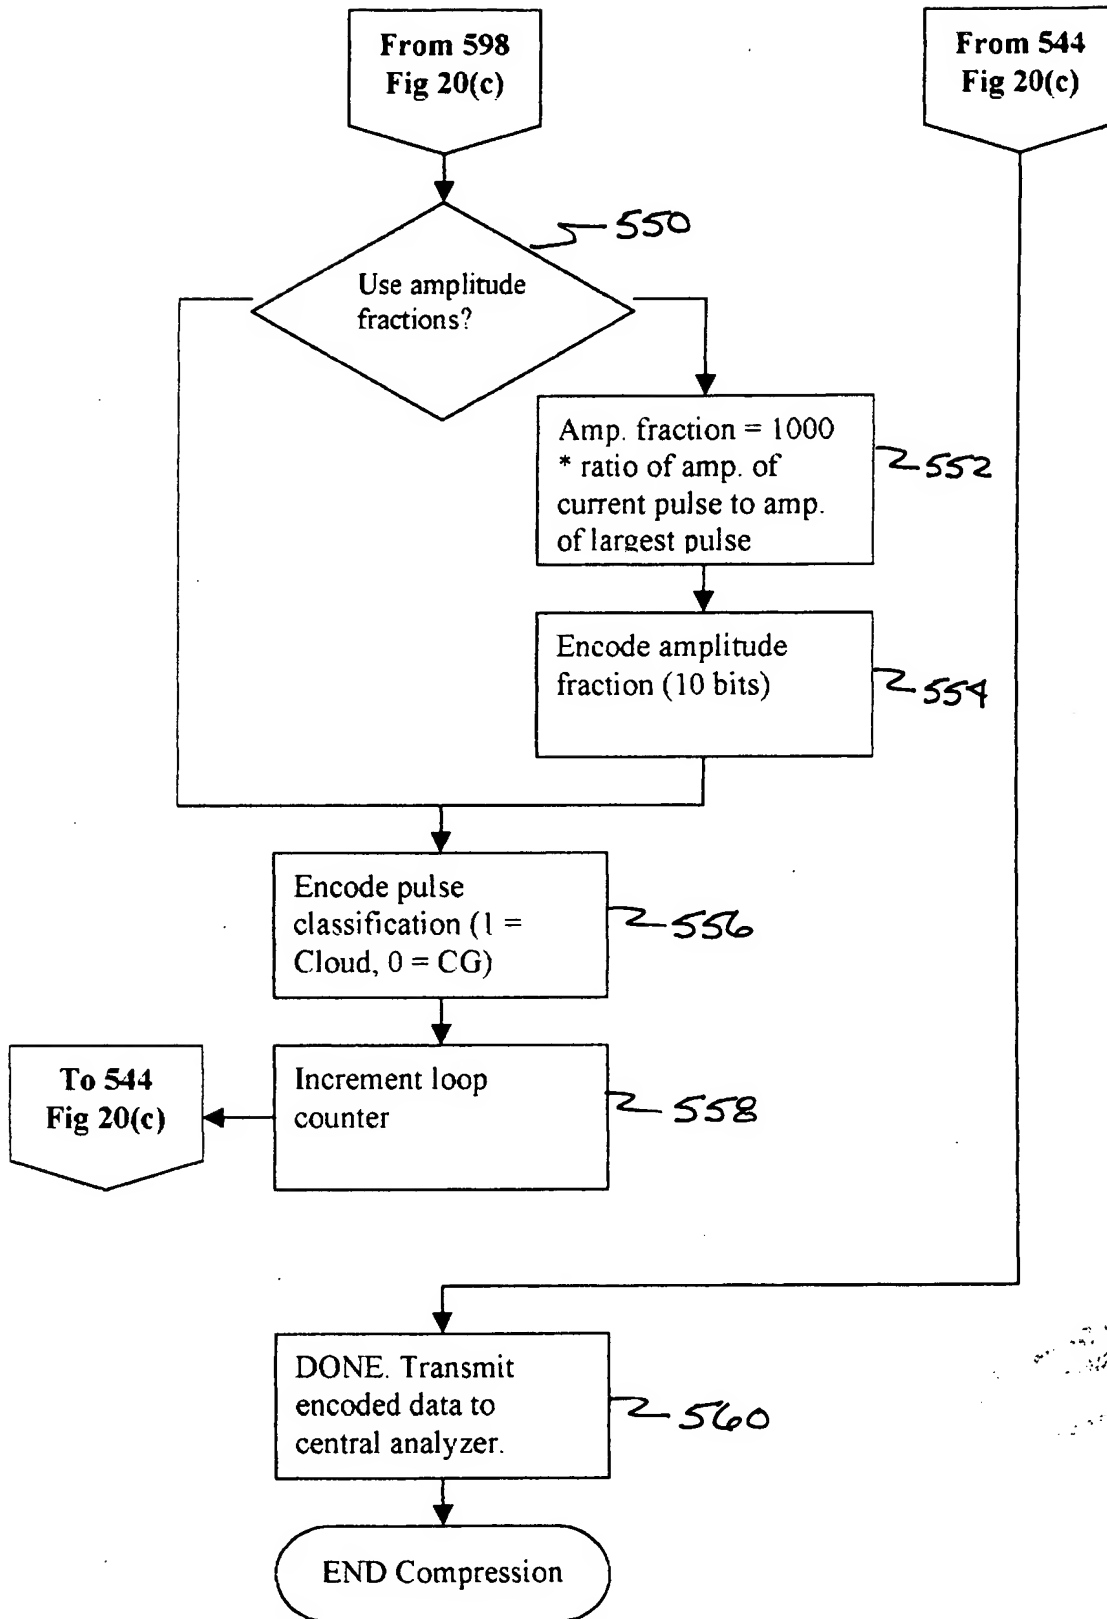 From 598
Fig 20(c)
From 544
Fig 20(c)
550
Use amplitude
fractions?
Amp. fraction = 1000
* ratio of amp. of
current pulse to amp.
of largest pulse
552
Encode amplitude
fraction (10 bits)
554
Encode pulse
classification (1 =
Cloud, 0 = CG)
556
To 544
Fig 20(c)
Increment loop
counter
558
DONE. Transmit
encoded data to
central analyzer.
560
END Compression